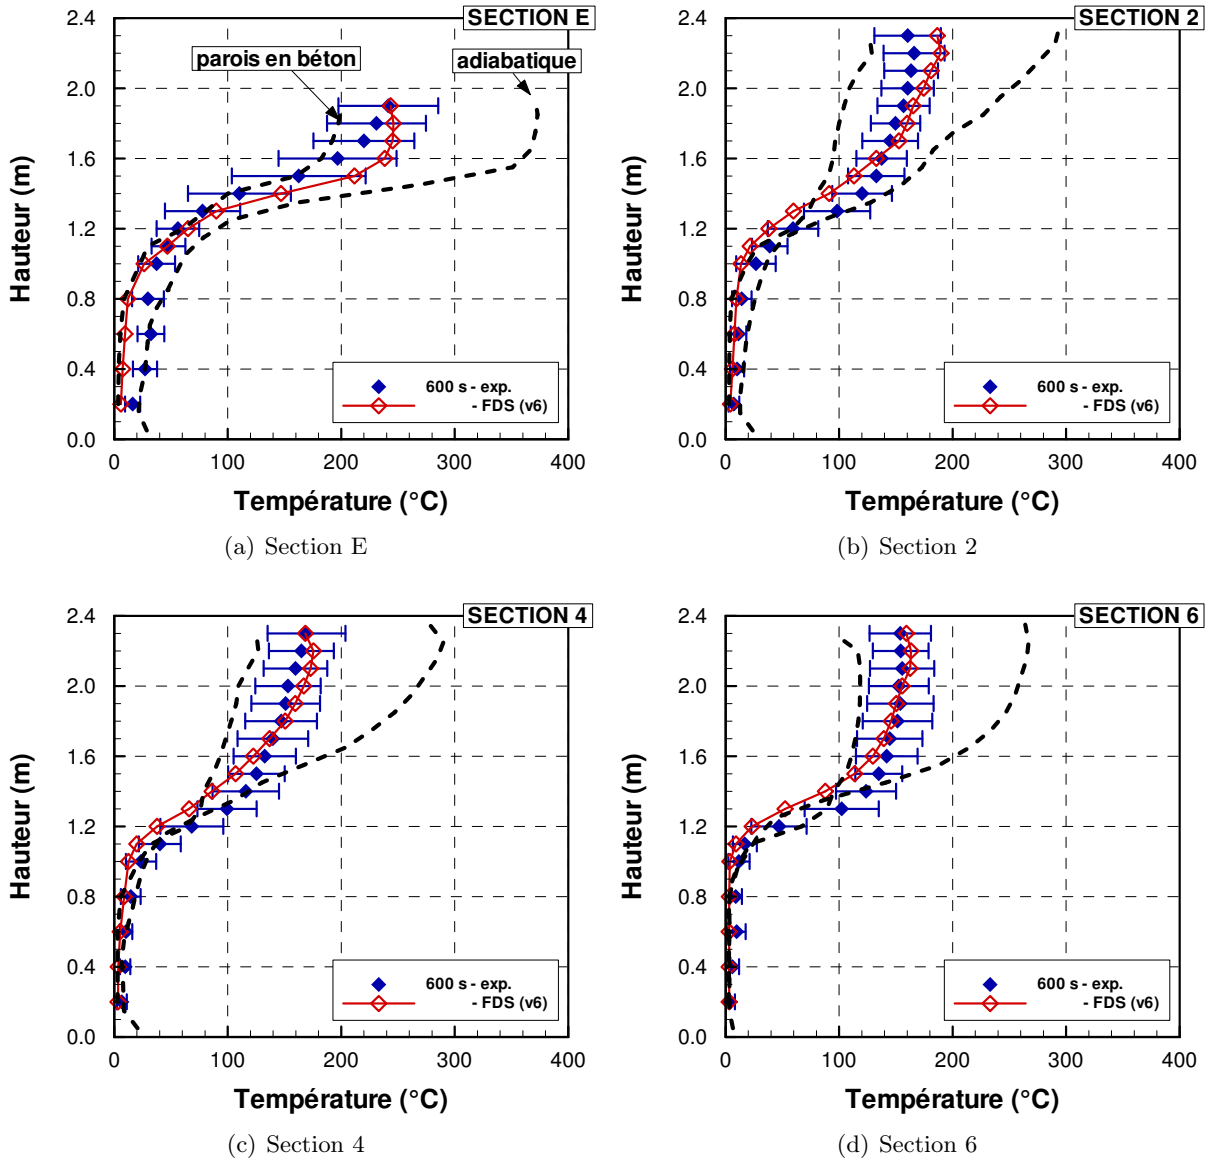 SECTION E
2.4
2.0
1.6
1.2
0.8
0.4
0.0
Hauteur (m)
parois en béton
adiabatique
600 s - exp.
- FDS (v6)
0 100 200 300 400
Température (°C)
(a) Section E
SECTION 2
2.4
2.0
1.6
1.2
0.8
0.4
0.0
Hauteur (m)
600 s - exp.
- FDS (v6)
0 100 200 300 400
Température (°C)
(b) Section 2
SECTION 4
2.4
2.0
1.6
1.2
0.8
0.4
0.0
Hauteur (m)
600 s - exp.
- FDS (v6)
0 100 200 300 400
Température (°C)
(c) Section 4
SECTION 6
2.4
2.0
1.6
1.2
0.8
0.4
0.0
Hauteur (m)
600 s - exp.
- FDS (v6)
0 100 200 300 400
Température (°C)
(d) Section 6